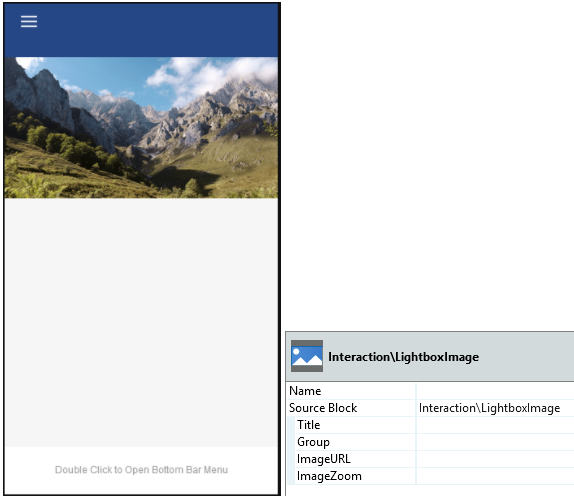 Double Click to Open Bottom Bar Menu
Interaction\LightboxImage
Name
Source Block Interaction\LightboxImage
Title
Group
ImageURL
ImageZoom